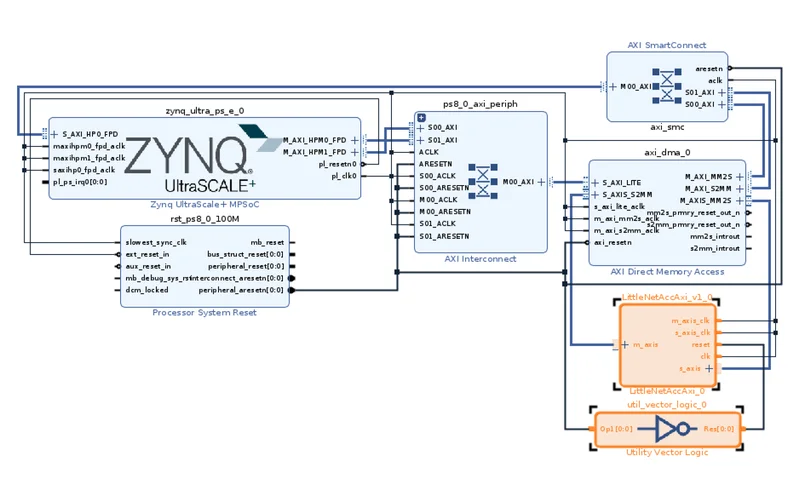 AXI SmartConnect
aresetn
aclk
M00_AXI
S01_AXI
S00_AXI
axi_smc
zynq_ultra_ps_e_0
S_AXI_HP0_FPD
maxihpm0_fpd_aclk
maxihpm1_fpd_aclk
saxihp0_fpd_aclk
pl_ps_irq0[0:0]
ZYNQ
UltraSCALE+
M_AXI_HPM0_FPD
M_AXI_HPM1_FPD
pl_resetn0
pl_clk0
Zynq UltraScale+ MPSoC
ps8_0_axi_periph
S00_AXI
S01_AXI
ACLK
ARESETN
S00_ACLK
S00_ARESETN
M00_ACLK
M00_ARESETN
S01_ACLK
S01_ARESETN
M00_AXI
AXI Interconnect
axi_dma_0
S_AXI_LITE
S_AXIS_S2MM
s_axi_lite_aclk
m_axi_mm2s_aclk
m_axi_s2mm_aclk
axi_resetn
M_AXI_MM2S
M_AXI_S2MM
M_AXIS_MM2S
mm2s_prmry_reset_out_n
s2mm_prmry_reset_out_n
mm2s_introut
s2mm_introut
AXI Direct Memory Access
rst_ps8_0_100M
slowest_sync_clk
ext_reset_in
aux_reset_in
mb_debug_sys_rst
dcm_locked
mb_reset
bus_struct_reset[0:0]
peripheral_reset[0:0]
interconnect_aresetn[0:0]
peripheral_aresetn[0:0]
Processor System Reset
LittleNetAccAxi_v1_0
m_axis
m_axis_clk
s_axis_clk
reset
clk
s_axis
LittleNetAccAxi_0
util_vector_logic_0
Op1[0:0]
Res[0:0]
Utility Vector Logic